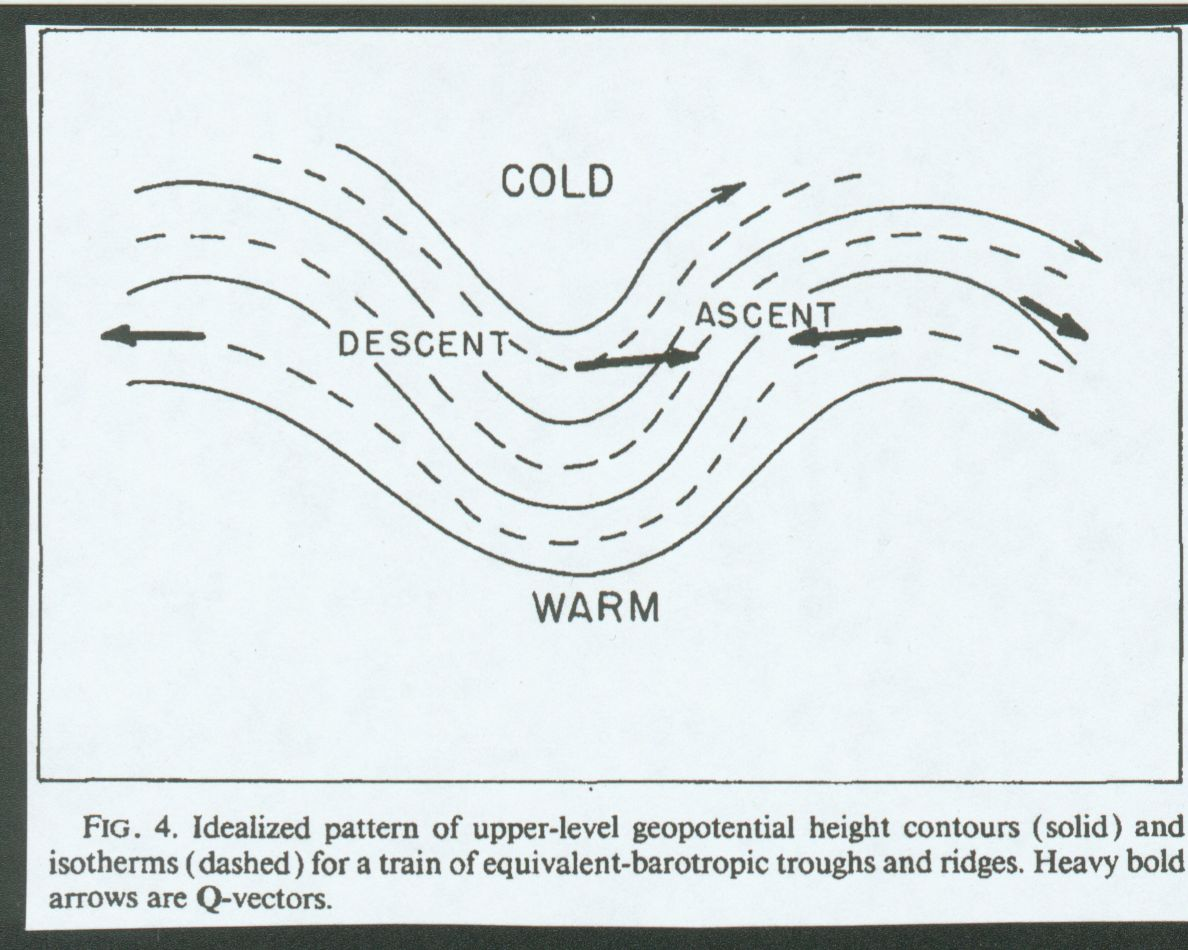 COLD
ASCENT
DESCENT
WARM
FIG. 4. Idealized pattern of upper-level geopotential height contours (solid) and
isotherms (dashed) for a train of equivalent-barotropic troughs and ridges. Heavy bold
arrows are Q-vectors.